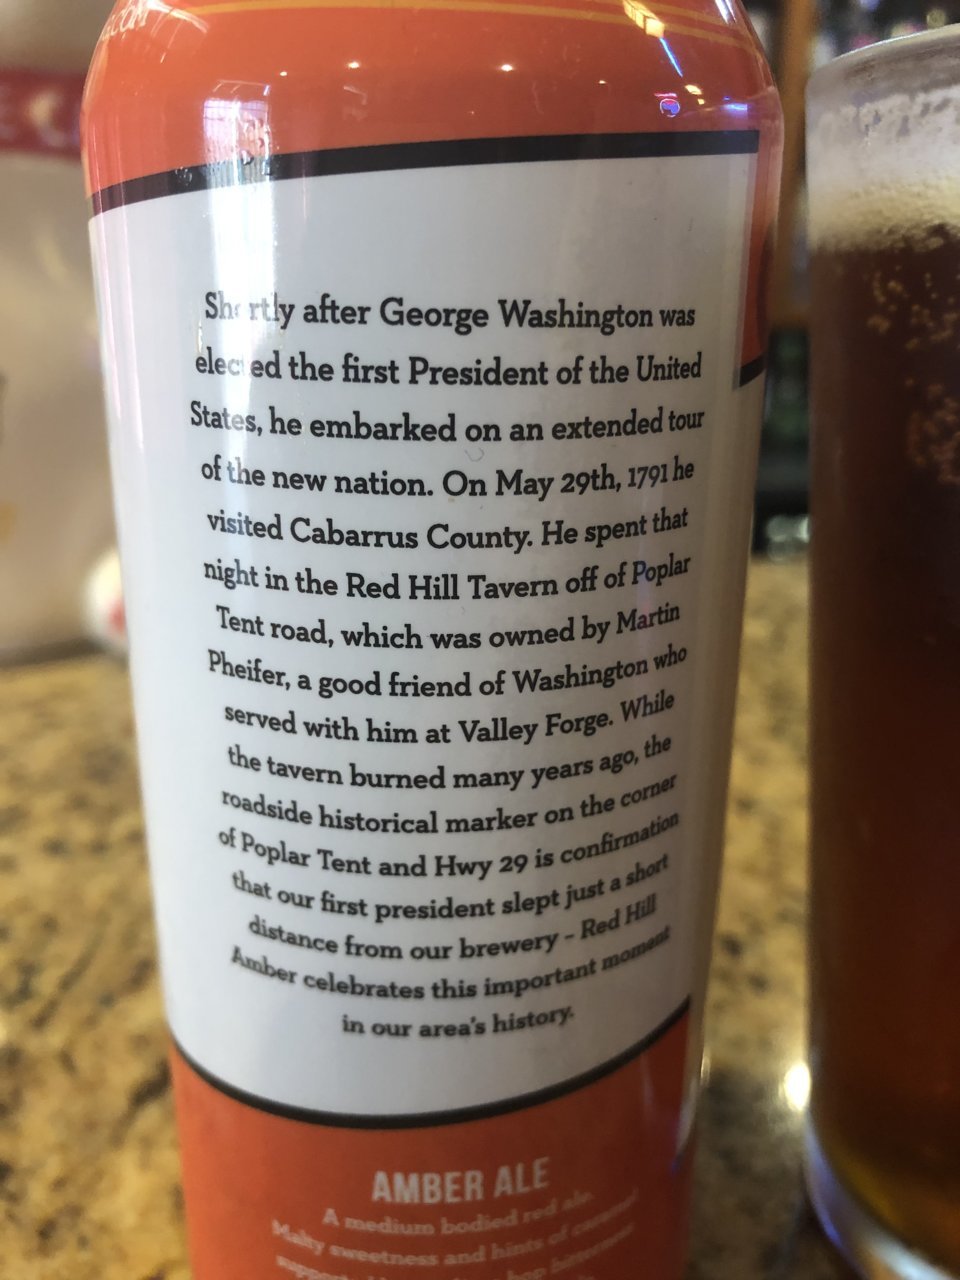 Shortly after George Washington was
elected the first President of the United
States, he embarked on an extended tour
of the new nation. On May 29th, 1791 he
visited Cabarrus County. He spent that
night in the Red Hill Tavern off of Poplar
Tent road, which was owned by Martin
Pheifer, a good friend of Washington who
served with him at Valley Forge. While
the tavern burned many years ago, the
roadside historical marker on the corner
of Poplar Tent and Hwy 29 is confirmation
that our first president slept just a short
distance from our brewery - Red Hill
Amber celebrates this important moment
in our area's history.
AMBER ALE
A medium bodied red ale.
Malty sweetness and hints of caramel
hop bitterness